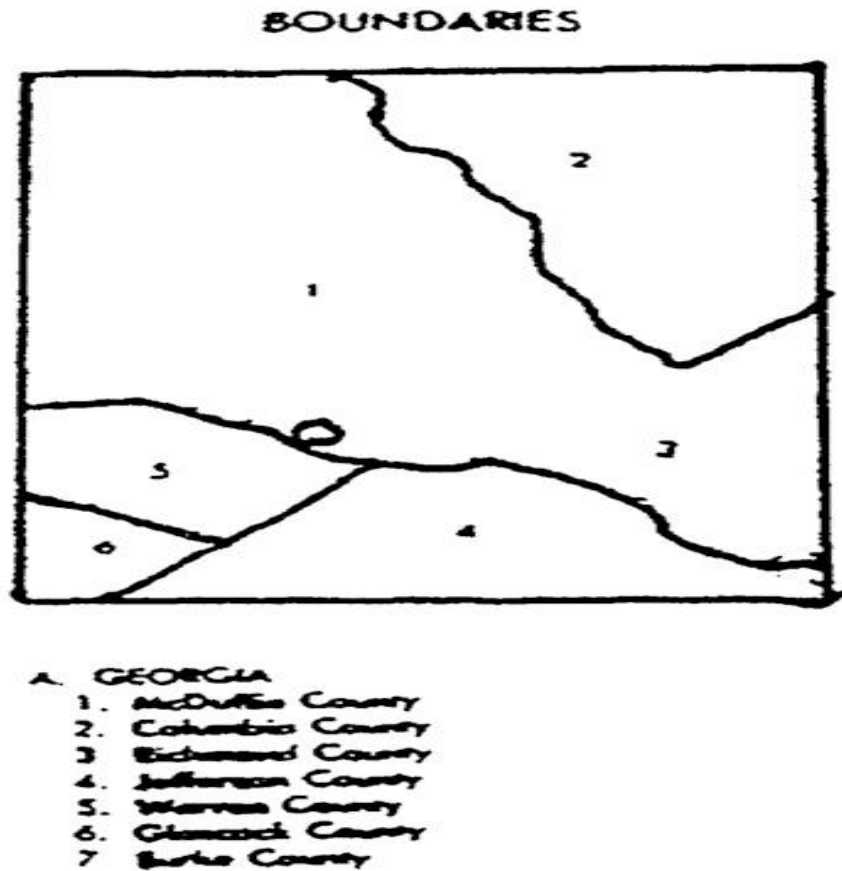 BOUNDARIES
2
1
3
5
4
6
A. GEORGIA
1. McDuffie County
2. Columbia County
3 Richmond County
4. Jefferson County
5. Warren County
6. Glascock County
7 Burke County